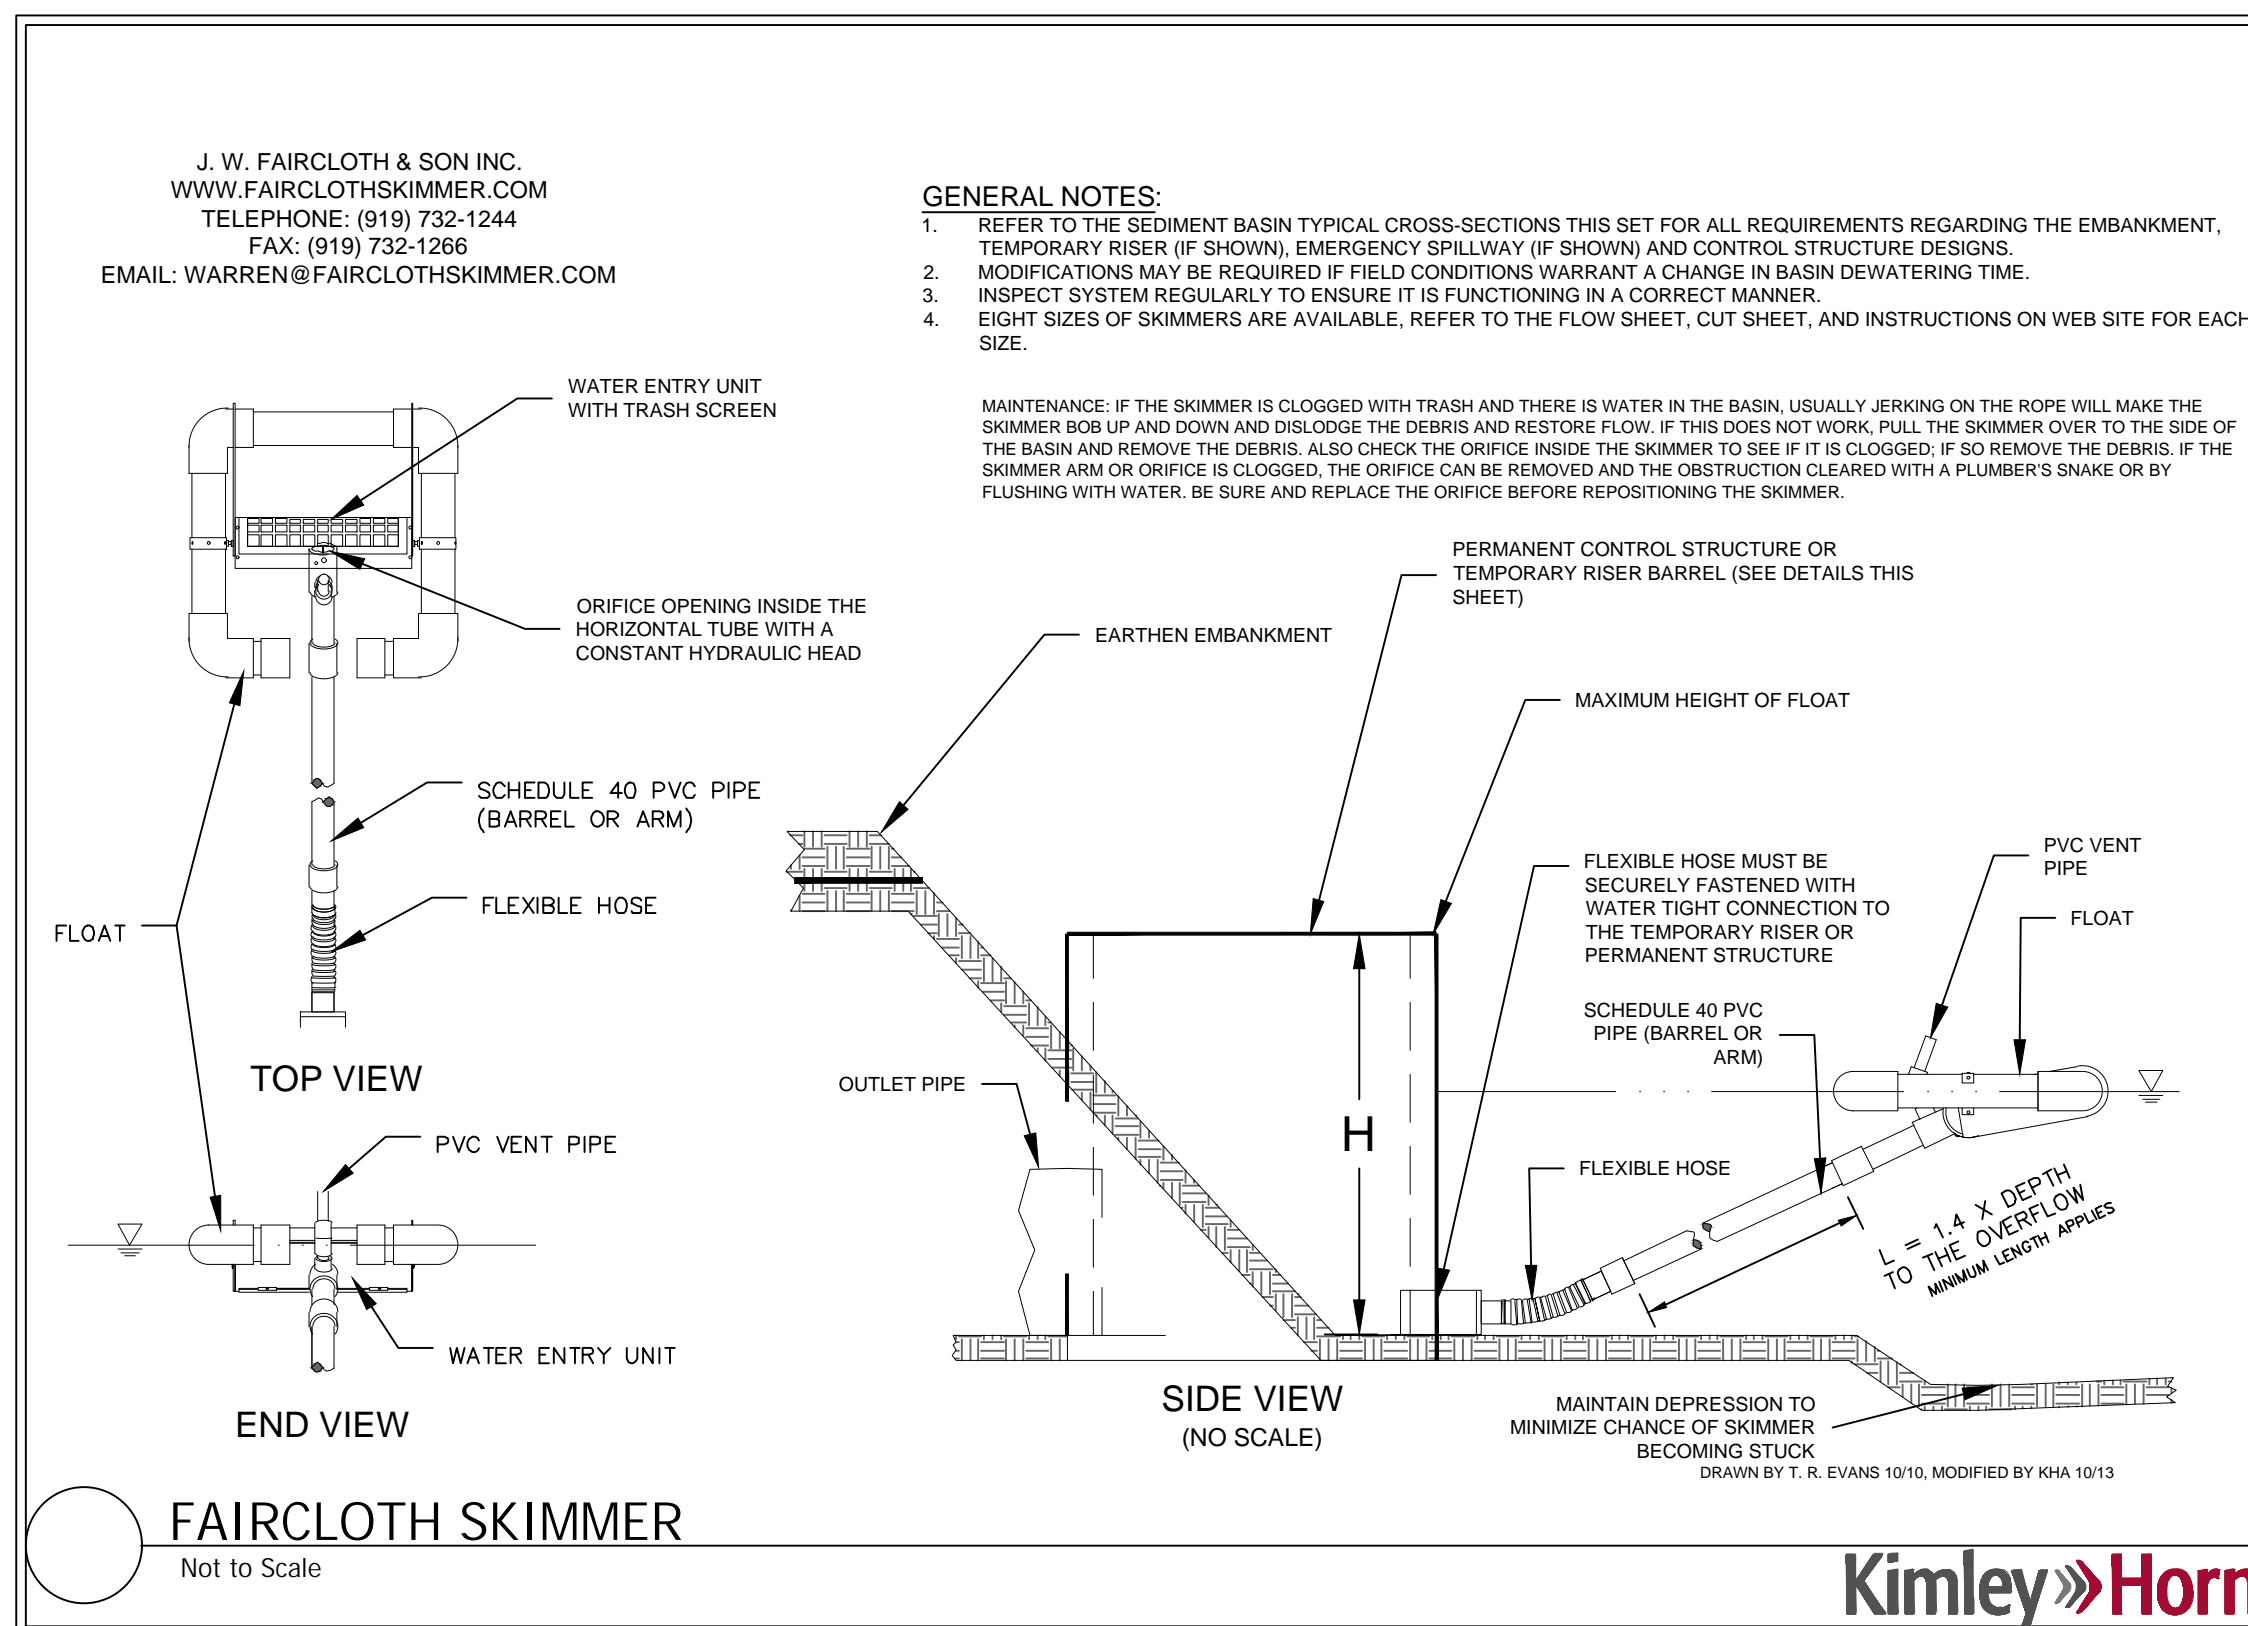 J. W. FAIRCLOTH & SON INC.
WWW.FAIRCLOTHSKIMMER.COM
TELEPHONE: (919) 732-1244
FAX: (919) 732-1266
EMAIL: WARREN@FAIRCLOTHSKIMMER.COM
GENERAL NOTES:
1. REFER TO THE SEDIMENT BASIN TYPICAL CROSS-SECTIONS THIS SET FOR ALL REQUIREMENTS REGARDING THE EMBANKMENT,
TEMPORARY RISER (IF SHOWN), EMERGENCY SPILLWAY (IF SHOWN) AND CONTROL STRUCTURE DESIGNS.
2. MODIFICATIONS MAY BE REQUIRED IF FIELD CONDITIONS WARRANT A CHANGE IN BASIN DEWATERING TIME.
3. INSPECT SYSTEM REGULARLY TO ENSURE IT IS FUNCTIONING IN A CORRECT MANNER.
4. EIGHT SIZES OF SKIMMERS ARE AVAILABLE, REFER TO THE FLOW SHEET, CUT SHEET, AND INSTRUCTIONS ON WEB SITE FOR EACH
SIZE.
MAINTENANCE: IF THE SKIMMER IS CLOGGED WITH TRASH AND THERE IS WATER IN THE BASIN, USUALLY JERKING ON THE ROPE WILL MAKE THE
SKIMMER BOB UP AND DOWN AND DISLODGE THE DEBRIS AND RESTORE FLOW. IF THIS DOES NOT WORK, PULL THE SKIMMER OVER TO THE SIDE OF
THE BASIN AND REMOVE THE DEBRIS. ALSO CHECK THE ORIFICE INSIDE THE SKIMMER TO SEE IF IT IS CLOGGED; IF SO REMOVE THE DEBRIS. IF THE
SKIMMER ARM OR ORIFICE IS CLOGGED, THE ORIFICE CAN BE REMOVED AND THE OBSTRUCTION CLEARED WITH A PLUMBER'S SNAKE OR BY
FLUSHING WITH WATER. BE SURE AND REPLACE THE ORIFICE BEFORE REPOSITIONING THE SKIMMER.
WATER ENTRY UNIT
WITH TRASH SCREEN
ORIFICE OPENING INSIDE THE
HORIZONTAL TUBE WITH A
CONSTANT HYDRAULIC HEAD
SCHEDULE 40 PVC PIPE
(BARREL OR ARM)
FLEXIBLE HOSE
FLOAT
TOP VIEW
PVC VENT PIPE
WATER ENTRY UNIT
END VIEW
PERMANENT CONTROL STRUCTURE OR
TEMPORARY RISER BARREL (SEE DETAILS THIS
SHEET)
EARTHEN EMBANKMENT
MAXIMUM HEIGHT OF FLOAT
FLEXIBLE HOSE MUST BE
SECURELY FASTENED WITH
WATER TIGHT CONNECTION TO
THE TEMPORARY RISER OR
PERMANENT STRUCTURE
PVC VENT
PIPE
FLOAT
SCHEDULE 40 PVC
PIPE (BARREL OR
ARM)
OUTLET PIPE
H
FLEXIBLE HOSE
L = 1.4 X DEPTH
TO THE OVERFLOW
MINIMUM LENGTH APPLIES
SIDE VIEW
(NO SCALE)
MAINTAIN DEPRESSION TO
MINIMIZE CHANCE OF SKIMMER
BECOMING STUCK
DRAWN BY T. R. EVANS 10/10, MODIFIED BY KHA 10/13
FAIRCLOTH SKIMMER
Not to Scale
Kimley»Horn